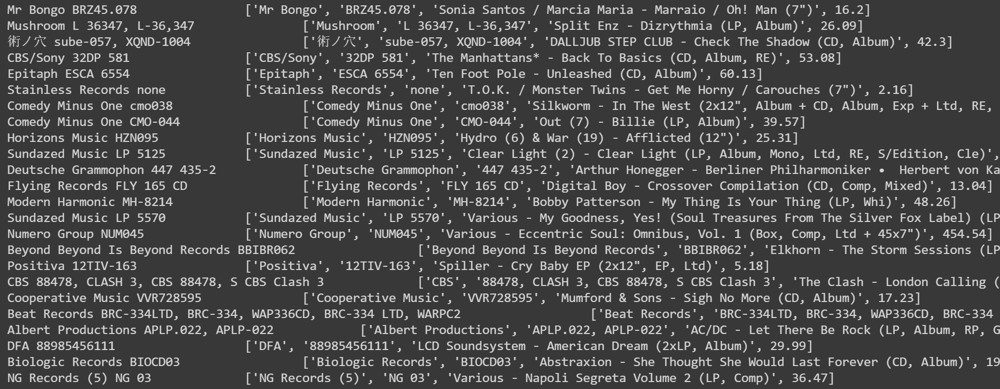 Mr Bongo BRZ45.078 ['Mr Bongo', 'BRZ45.078', 'Sonia Santos / Marcia Maria - Marraio / Oh! Man (7")', 16.2]
Mushroom L 36347, L-36,347 ['Mushroom', 'L 36347, L-36,347', 'Split Enz - Dizrythmia (LP, Album)', 26.09]
術ノ穴 sube-057, XQND-1004 ['術ノ穴', 'sube-057, XQND-1004', 'DALLJUB STEP CLUB - Check The Shadow (CD, Album)', 42.3]
CBS/Sony 32DP 581 ['CBS/Sony', '32DP 581', 'The Manhattans* - Back To Basics (CD, Album, RE)', 53.08]
Epitaph ESCA 6554 ['Epitaph', 'ESCA 6554', 'Ten Foot Pole - Unleashed (CD, Album)', 60.13]
Stainless Records none ['Stainless Records', 'none', 'T.O.K. / Monster Twins - Get Me Horny / Carouches (7")', 2.16]
Comedy Minus One cmo038 ['Comedy Minus One', 'cmo038', 'Silkworm - In The West (2x12", Album + CD, Album, Exp + Ltd, RE,
Comedy Minus One CMO-044 ['Comedy Minus One', 'CMO-044', 'Out (7) - Billie (LP, Album)', 39.57]
Horizons Music HZN095 ['Horizons Music', 'HZN095', 'Hydro (6) & War (19) - Afflicted (12")', 25.31]
Sundazed Music LP 5125 ['Sundazed Music', 'LP 5125', 'Clear Light (2) - Clear Light (LP, Album, Mono, Ltd, RE, S/Edition, Cle)',
Deutsche Grammophon 447 435-2 ['Deutsche Grammophon', '447 435-2', 'Arthur Honegger - Berliner Philharmoniker • Herbert von Ka
Flying Records FLY 165 CD ['Flying Records', 'FLY 165 CD', 'Digital Boy - Crossover Compilation (CD, Comp, Mixed)', 13.04]
Modern Harmonic MH-8214 ['Modern Harmonic', 'MH-8214', 'Bobby Patterson - My Thing Is Your Thing (LP, Whi)', 48.26]
Sundazed Music LP 5570 ['Sundazed Music', 'LP 5570', 'Various - My Goodness, Yes! (Soul Treasures From The Silver Fox Label) (LP
Numero Group NUM045 ['Numero Group', 'NUM045', 'Various - Eccentric Soul: Omnibus, Vol. 1 (Box, Comp, Ltd + 45x7")', 454.54]
Beyond Beyond Is Beyond Records BBIBR062 ['Beyond Beyond Is Beyond Records', 'BBIBR062', 'Elkhorn - The Storm Sessions (LP
Positiva 12TIV-163 ['Positiva', '12TIV-163', 'Spiller - Cry Baby EP (2x12", EP, Ltd)', 5.18]
CBS 88478, CLASH 3, CBS 88478, S CBS Clash 3 ['CBS', '88478, CLASH 3, CBS 88478, S CBS Clash 3', 'The Clash - London Calling (
Cooperative Music VVR728595 ['Cooperative Music', 'VVR728595', 'Mumford & Sons - Sigh No More (CD, Album)', 17.23]
Beat Records BRC-334LTD, BRC-334, WAP336CD, BRC-334 LTD, WARPC2 ['Beat Records', 'BRC-334LTD, BRC-334, WAP336CD, BRC-334
Albert Productions APLP.022, APLP-022 ['Albert Productions', 'APLP.022, APLP-022', 'AC/DC - Let There Be Rock (LP, Album, RP, G
DFA 88985456111 ['DFA', '88985456111', 'LCD Soundsystem - American Dream (2xLP, Album)', 29.99]
Biologic Records BIOCD03 ['Biologic Records', 'BIOCD03', 'Abstraxion - She Thought She Would Last Forever (CD, Album)', 19
NG Records (5) NG 03 ['NG Records (5)', 'NG 03', 'Various - Napoli Segreta Volume 2 (LP, Comp)', 36.47]